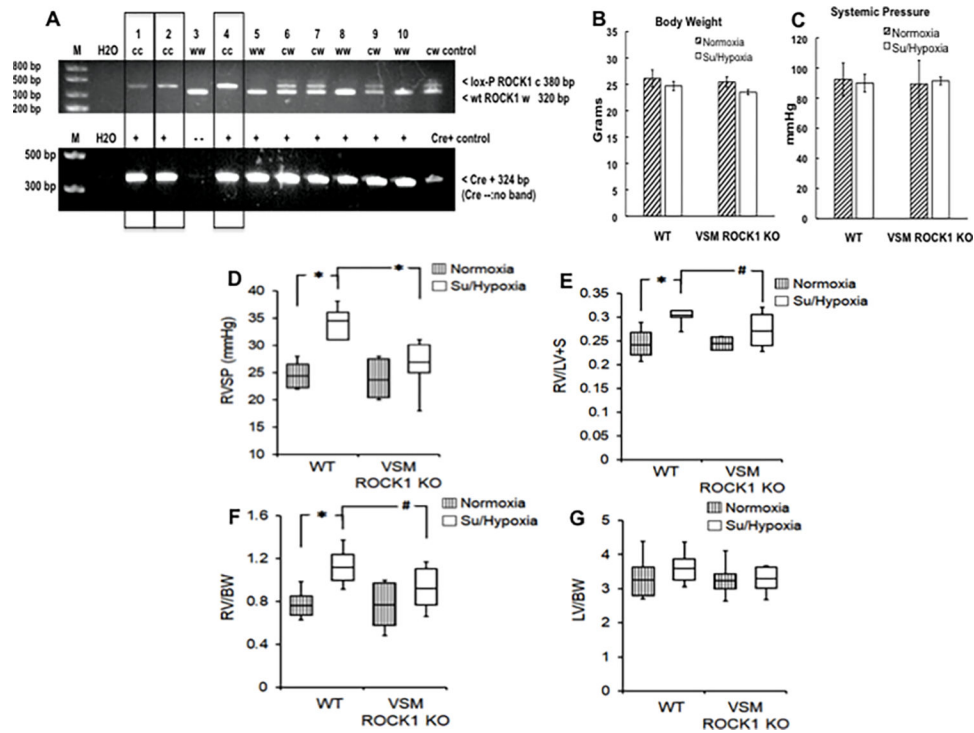 A
1 2 3 4 5 6 7 8 9 10
M H2O cc cc ww cc ww cw cw ww cw ww cw control
800 bp
500 bp
300 bp
200 bp
< lox-P ROCK1 c 380 bp
< wt ROCK1 w 320 bp
M H2O + + -- + + + + + + + Cre+ control
500 bp
300 bp
< Cre + 324 bp
(Cre --:no band)
B
Body Weight
Normoxia
Su/Hypoxia
Grams
35
30
25
20
15
10
5
0
WT VSM ROCK1 KO
C
Systemic Pressure
Normoxia
Su/Hypoxia
mmHg
120
100
80
60
40
20
0
WT VSM ROCK1 KO
D
* *
Normoxia
Su/Hypoxia
RVSP (mmHg)
40
35
30
25
20
15
10
WT VSM
ROCK1 KO
E
* #
Normoxia
Su/Hypoxia
RV/LV+S
0.35
0.3
0.25
0.2
0.15
0.1
0.05
0
WT VSM
ROCK1 KO
F
* #
Normoxia
Su/Hypoxia
RV/BW
1.6
1.2
0.8
0.4
0
WT VSM
ROCK1 KO
G
Normoxia
Su/Hypoxia
LV/BW
5
4
3
2
1
0
WT VSM
ROCK1 KO